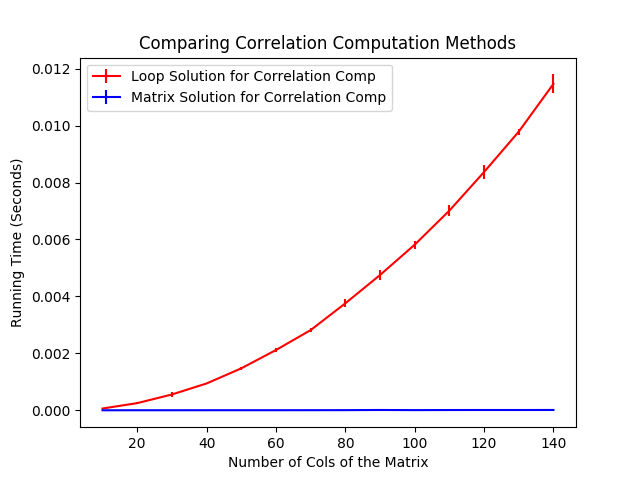 Comparing Correlation Computation Methods
Loop Solution for Correlation Comp
Matrix Solution for Correlation Comp
Running Time (Seconds)
0.012
0.010
0.008
0.006
0.004
0.002
0.000
20 40 60 80 100 120 140
Number of Cols of the Matrix